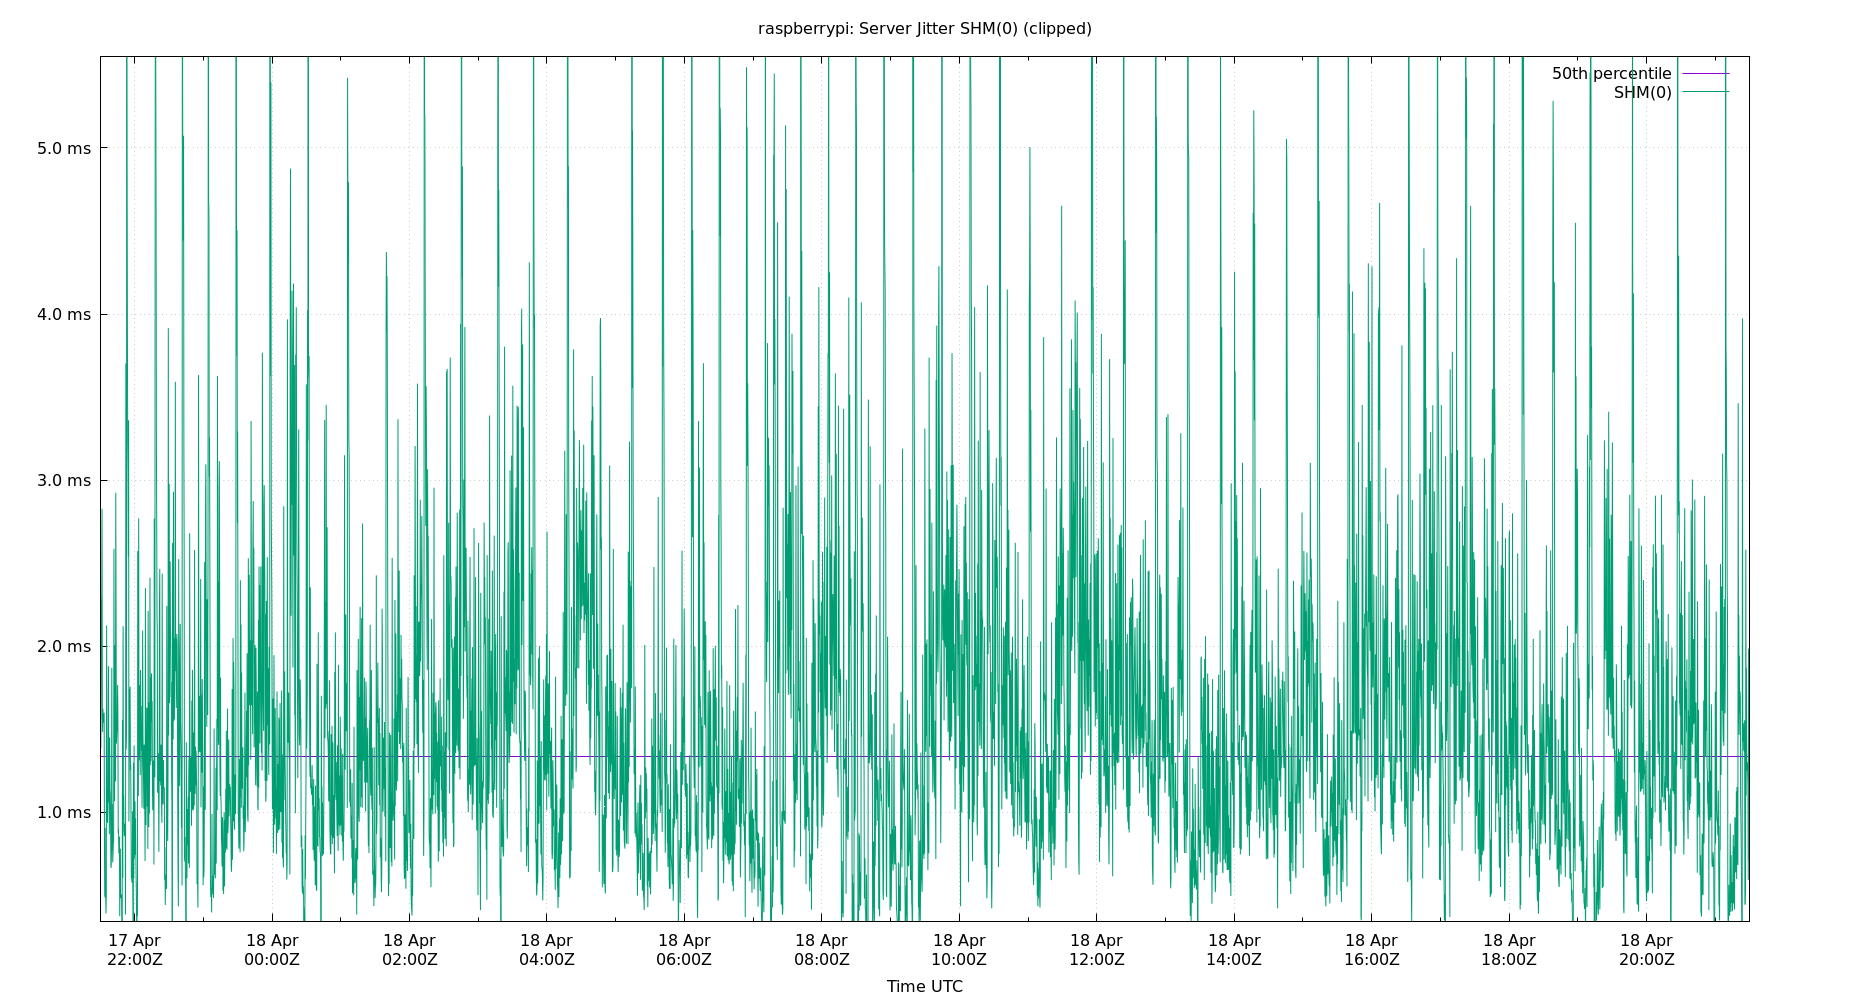 raspberrypi: Server Jitter SHM(0) (clipped)
50th percentile
SHM(0)
5.0 ms
4.0 ms
3.0 ms
2.0 ms
1.0 ms
17 Apr 18 Apr 18 Apr 18 Apr 18 Apr 18 Apr 18 Apr 18 Apr 18 Apr 18 Apr 18 Apr 18 Apr
22:00Z 00:00Z 02:00Z 04:00Z 06:00Z 08:00Z 10:00Z 12:00Z 14:00Z 16:00Z 18:00Z 20:00Z
Time UTC